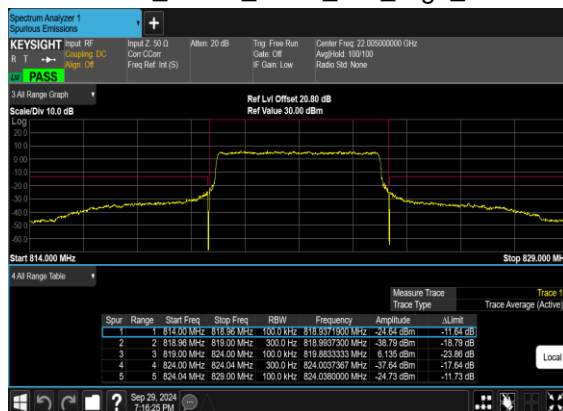 Spectrum Analyzer 1
Spurious Emissions
KEYSIGHT Input: RF Input Z: 50 Ω Atten: 20 dB Trig: Free Run Center Freq: 22.005000000 GHz
R T Coupling: DC Corr CCorr Gate: Off Avg|Hold: 100/100
Align: Off Freq Ref: Int (S) IF Gain: Low Radio Std: None
PASS
3 All Range Graph
Ref Lvl Offset 20.80 dB
Scale/Div 10.0 dB Ref Value 30.00 dBm
Log
20.0
10.0
0.00
-10.0
-20.0
-30.0
-40.0
-50.0
-60.0
Start 814.000 MHz Stop 829.000 MH
4 All Range Table
Measure Trace Trace 1
Trace Type Trace Average (Active)
Spur Range Start Freq Stop Freq RBW Frequency Amplitude ΔLimit
1 1 814.00 MHz 818.96 MHz 100.0 kHz 818.9371900 MHz -24.64 dBm -11.64 dB
2 2 818.96 MHz 819.00 MHz 300.0 Hz 818.9937300 MHz -38.79 dBm -18.79 dB
3 3 819.00 MHz 824.00 MHz 100.0 kHz 819.8833333 MHz 6.135 dBm -23.86 dB
4 4 824.00 MHz 824.04 MHz 300.0 Hz 824.0037367 MHz -37.64 dBm -17.64 dB
5 5 824.04 MHz 829.00 MHz 100.0 kHz 824.0380000 MHz -24.73 dBm -11.73 dB
Local
Sep 29, 2024
7:16:25 PM